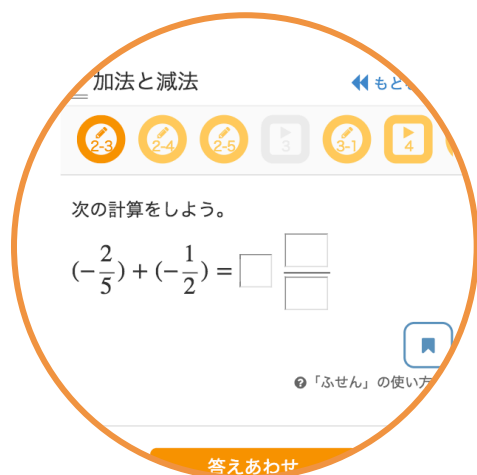 加法と減法
もど
2-3 2-4 2-5 3 3-1 4
次の計算をしよう。
(-2/5) + (-1/2) = □ □/□
「ふせん」の使い方
答えあわせ